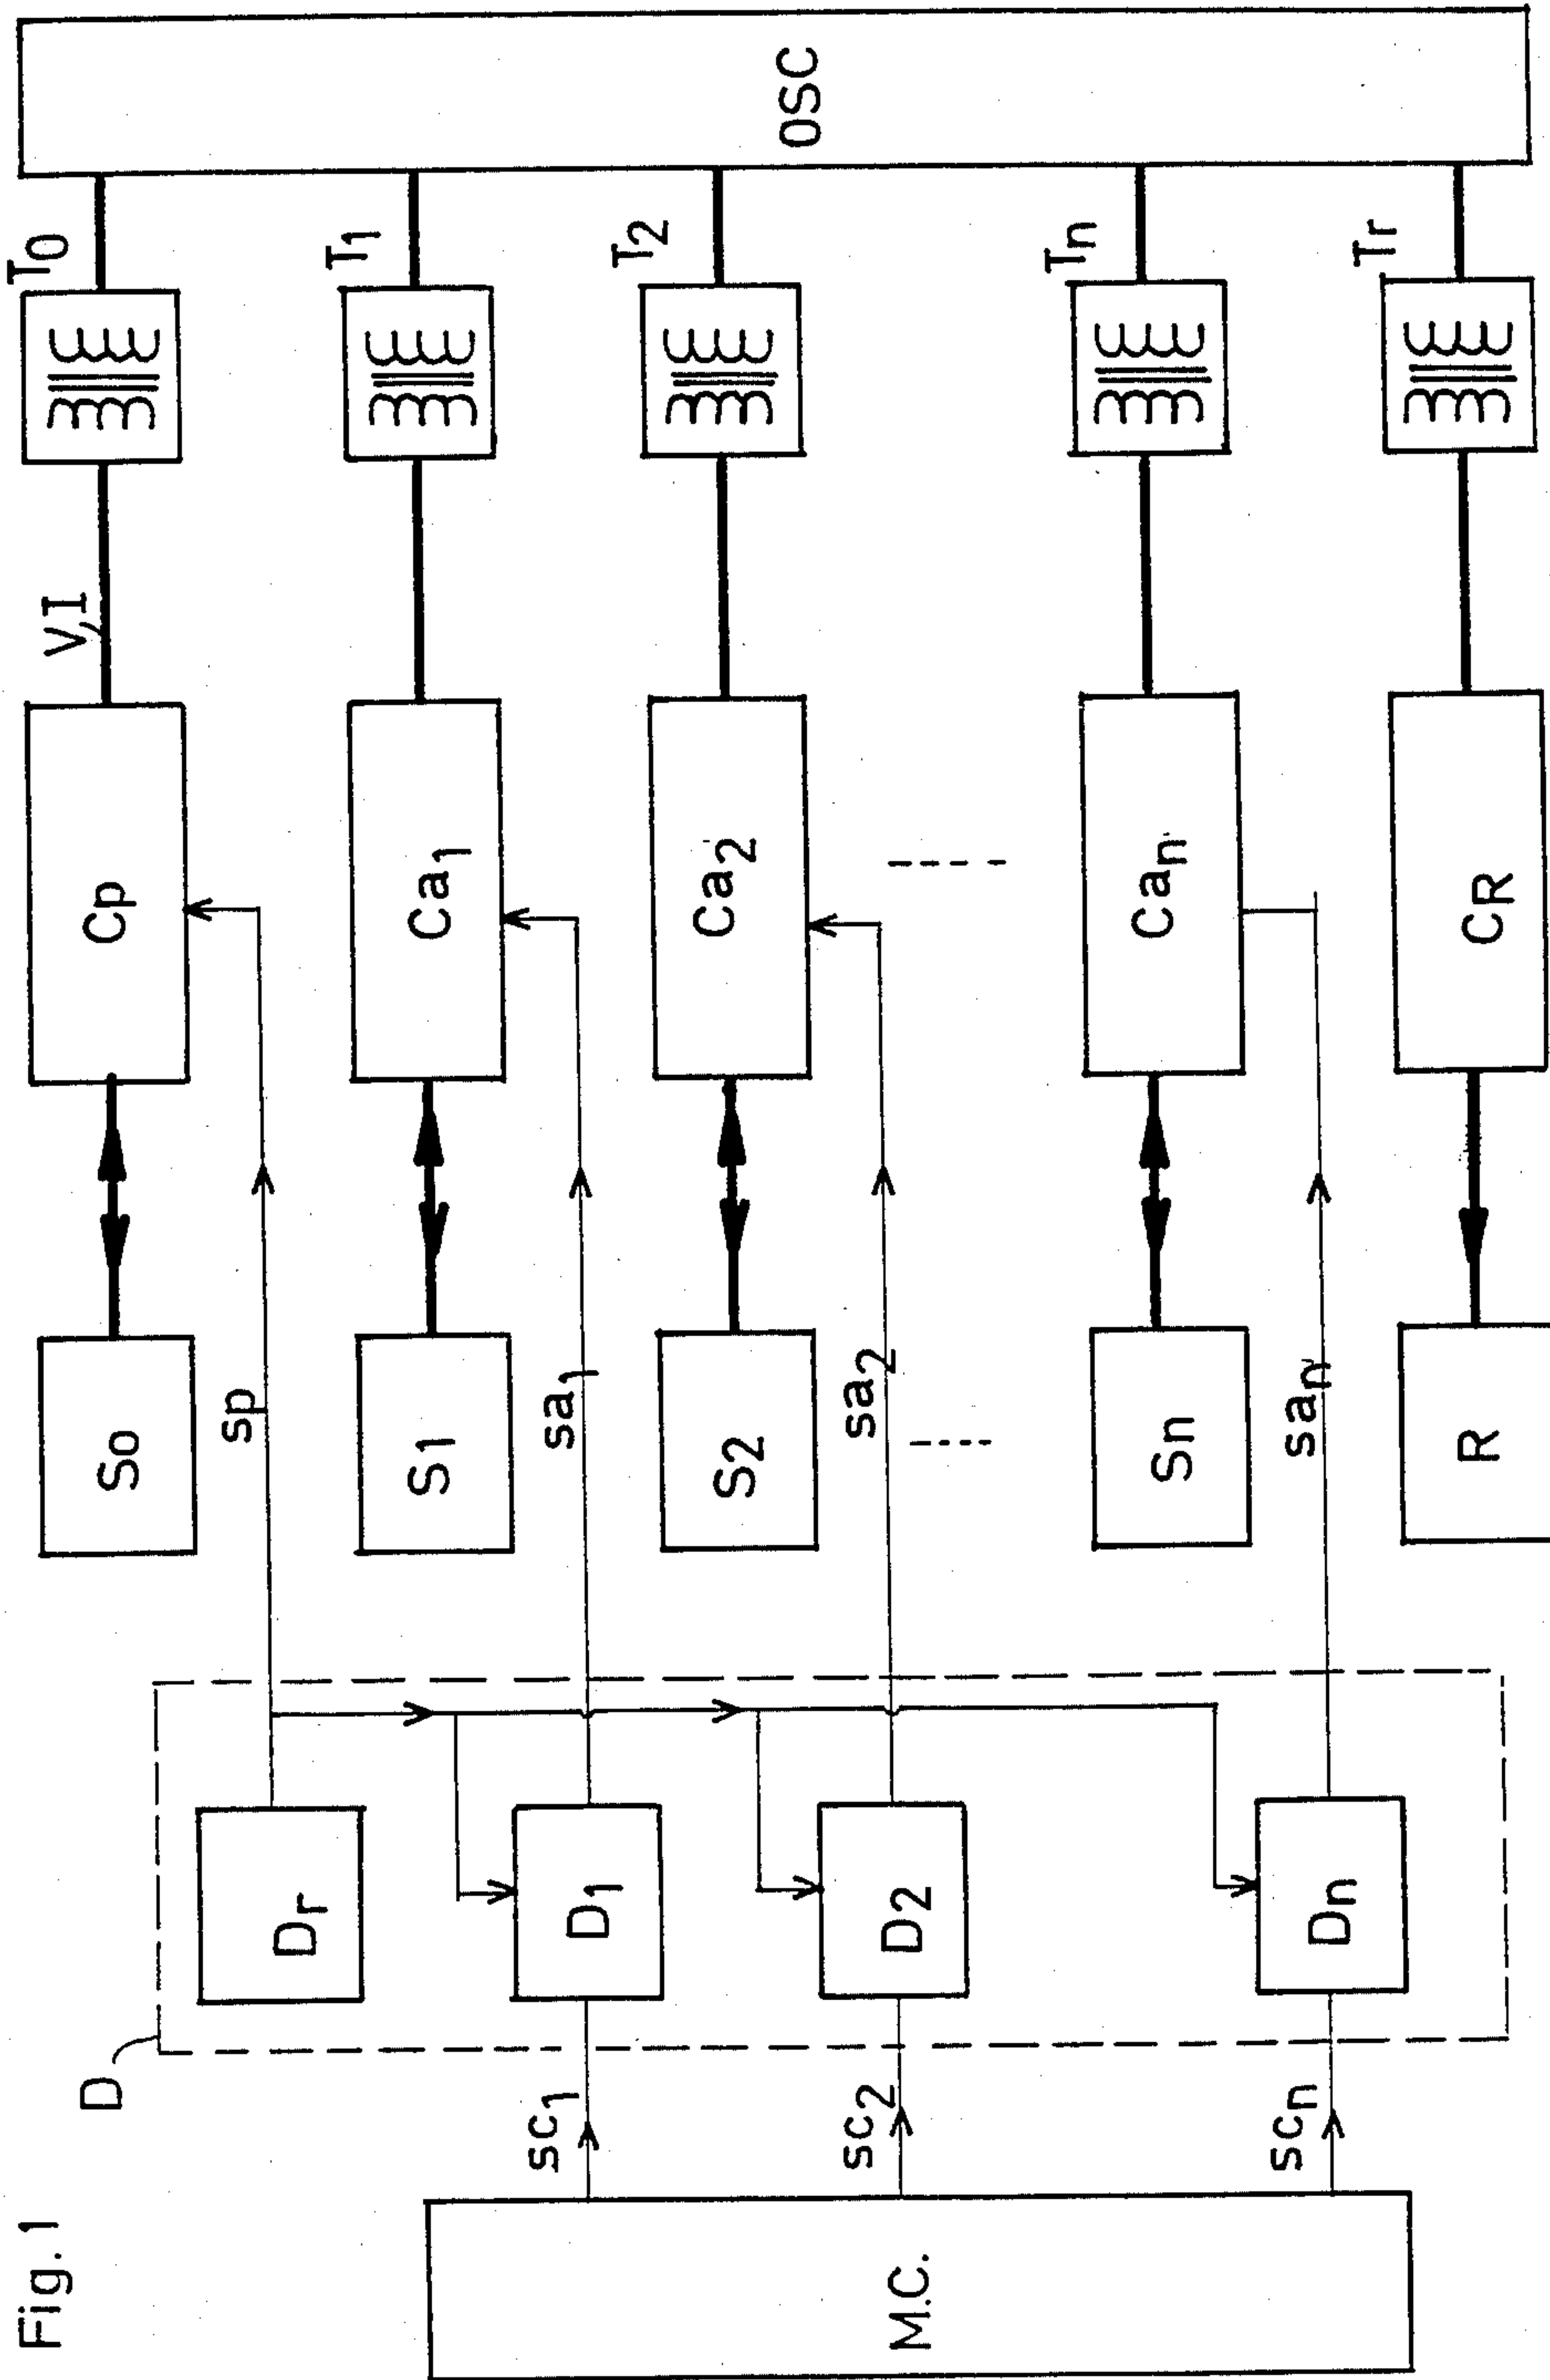 Fig. 1
M.C.
sc1
sc2
scn
D
Dr
D1
D2
Dn
sp
sa1
sa2
san
So
S1
S2
Sn
R
Cp
Ca1
Ca2
Can
CR
V,I
T0
T1
T2
Tn
Tr
OSC